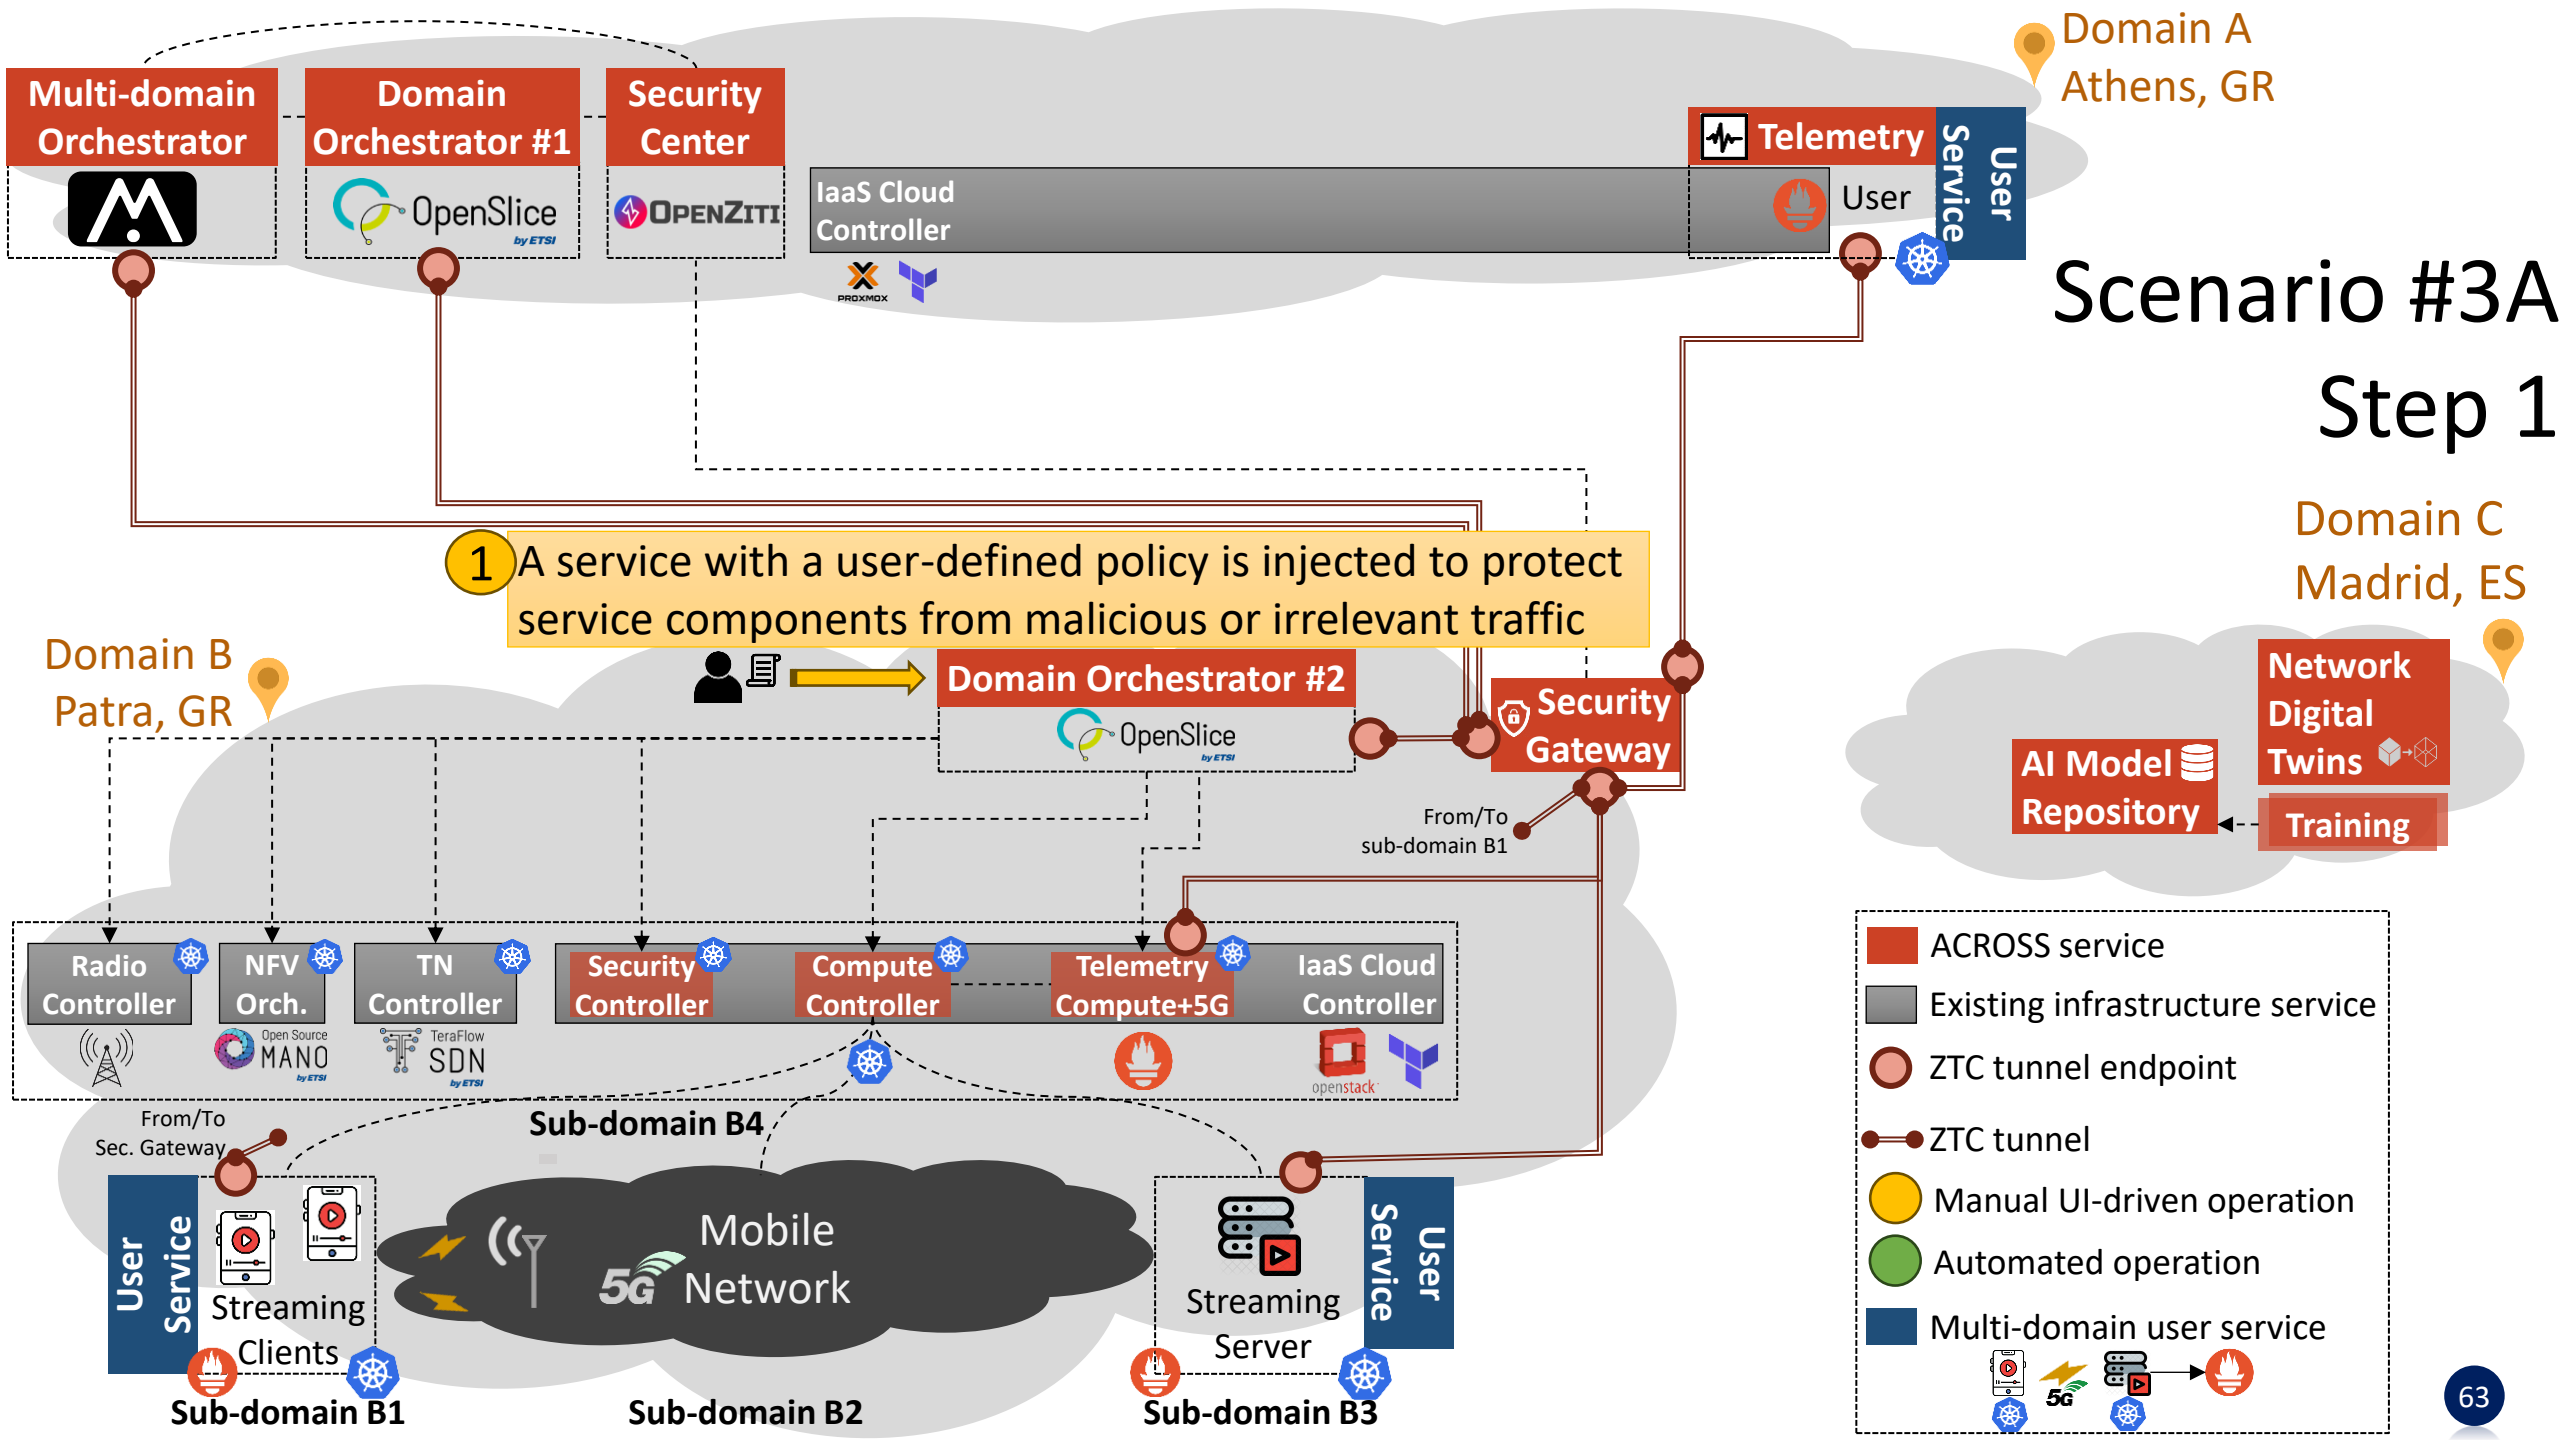 Domain A
Athens, GR
Multi-domain
Orchestrator
Domain
Orchestrator #1
Security
Center
OpenSlice
by ETSI
OPENZITI
IaaS Cloud
Controller
PROXMOX
Telemetry
User
User
Service
Scenario #3A
Step 1
1
A service with a user-defined policy is injected to protect
service components from malicious or irrelevant traffic
Domain C
Madrid, ES
Domain B
Patra, GR
Domain Orchestrator #2
OpenSlice
by ETSI
Security
Gateway
From/To
sub-domain B1
Network
Digital
Twins
AI Model
Repository
Training
Radio
Controller
NFV
Orch.
TN
Controller
Security
Controller
Compute
Controller
Telemetry
Compute+5G
IaaS Cloud
Controller
Open Source
MANO
by ETSI
TeraFlow
SDN
by ETSI
openstack
Sub-domain B4
From/To
Sec. Gateway
User
Service
Streaming
Clients
Sub-domain B1
5G
Mobile
Network
Sub-domain B2
Streaming
Server
User
Service
Sub-domain B3
ACROSS service
Existing infrastructure service
ZTC tunnel endpoint
ZTC tunnel
Manual UI-driven operation
Automated operation
Multi-domain user service
5G
63